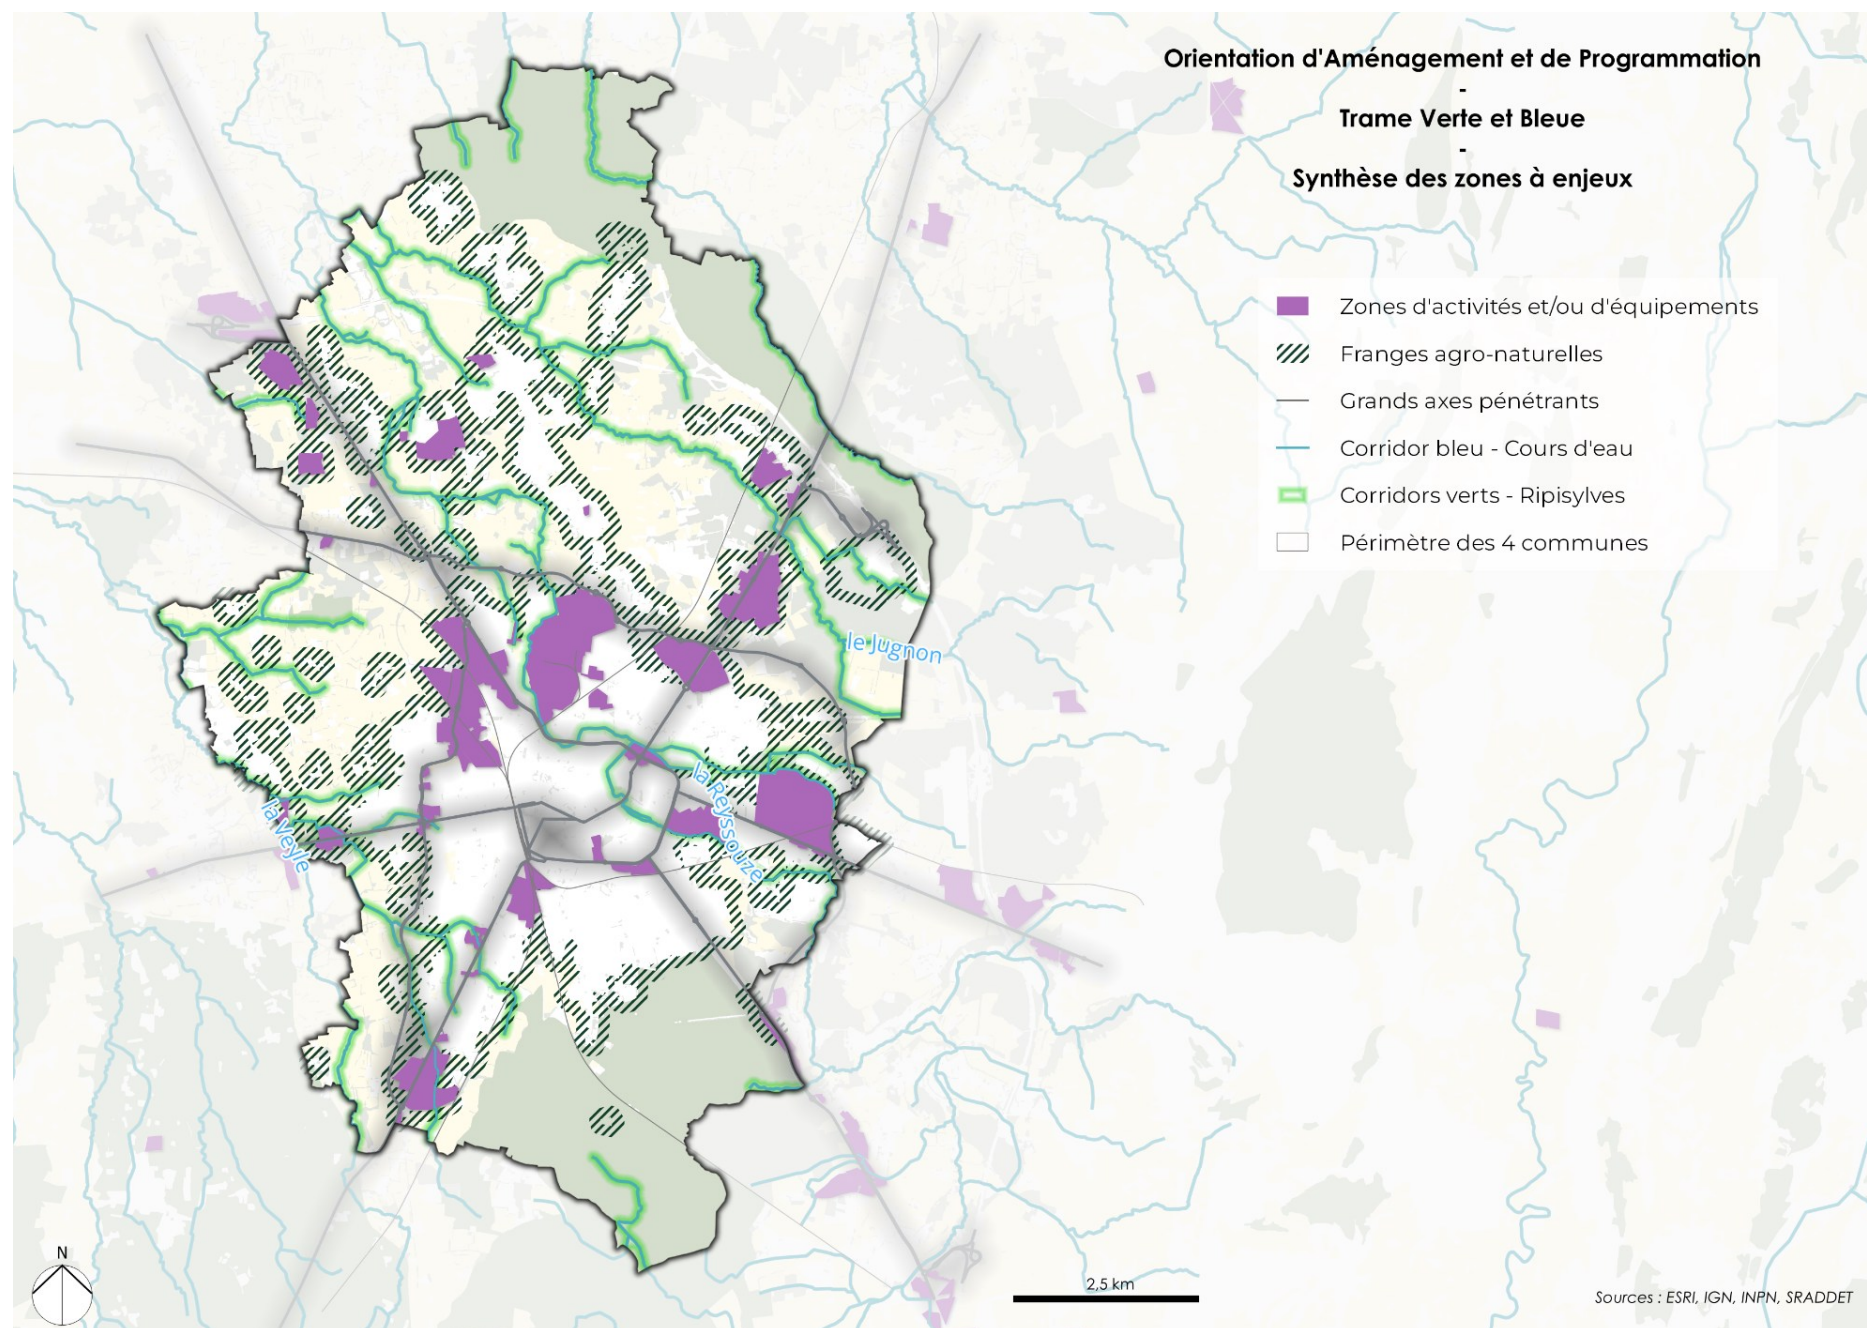 Orientation d'Aménagement et de Programmation
-
Trame Verte et Bleue
-
Synthèse des zones à enjeux
Zones d'activités et/ou d'équipements
Franges agro-naturelles
Grands axes pénétrants
Corridor bleu - Cours d'eau
Corridors verts - Ripisylves
Périmètre des 4 communes
le Jugnon
la Reyssouze
la Veyle
N
2,5 km
Sources : ESRI, IGN, INPN, SRADDET